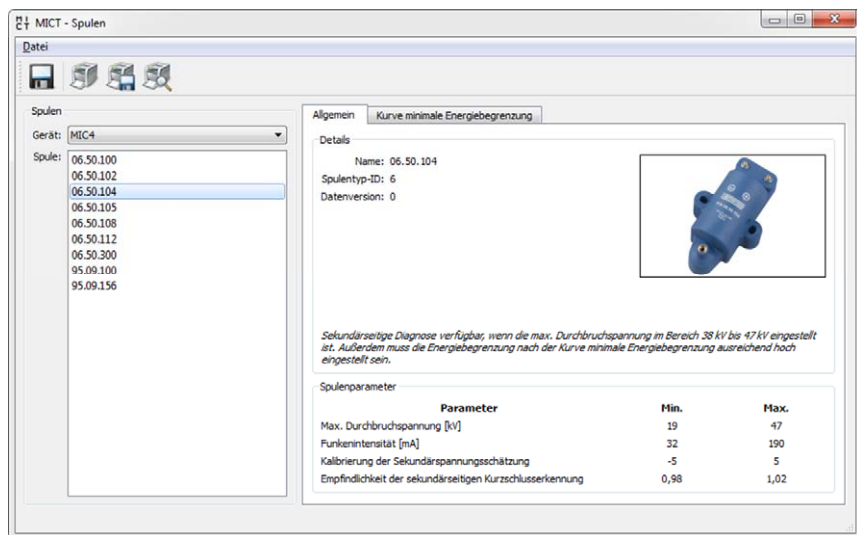 MICT - Spulen
Datei
Spulen
Gerät: MIC4
Spule:
06.50.100
06.50.102
06.50.104
06.50.105
06.50.108
06.50.112
06.50.300
95.09.100
95.09.156
Allgemein
Kurve minimale Energiebegrenzung
Details
Name: 06.50.104
Spulentyp-ID: 6
Datenversion: 0
Sekundärseitige Diagnose verfügbar, wenn die max. Durchbruchspannung im Bereich 38 kV bis 47 kV eingestellt
ist. Außerdem muss die Energiebegrenzung nach der Kurve minimale Energiebegrenzung ausreichend hoch
eingestellt sein.
Spulenparameter
Parameter Min. Max.
Max. Durchbruchspannung [kV] 19 47
Funkenintensität [mA] 32 190
Kalibrierung der Sekundärspannungsschätzung -5 5
Empfindlichkeit der sekundärseitigen Kurzschlusserkennung 0,98 1,02